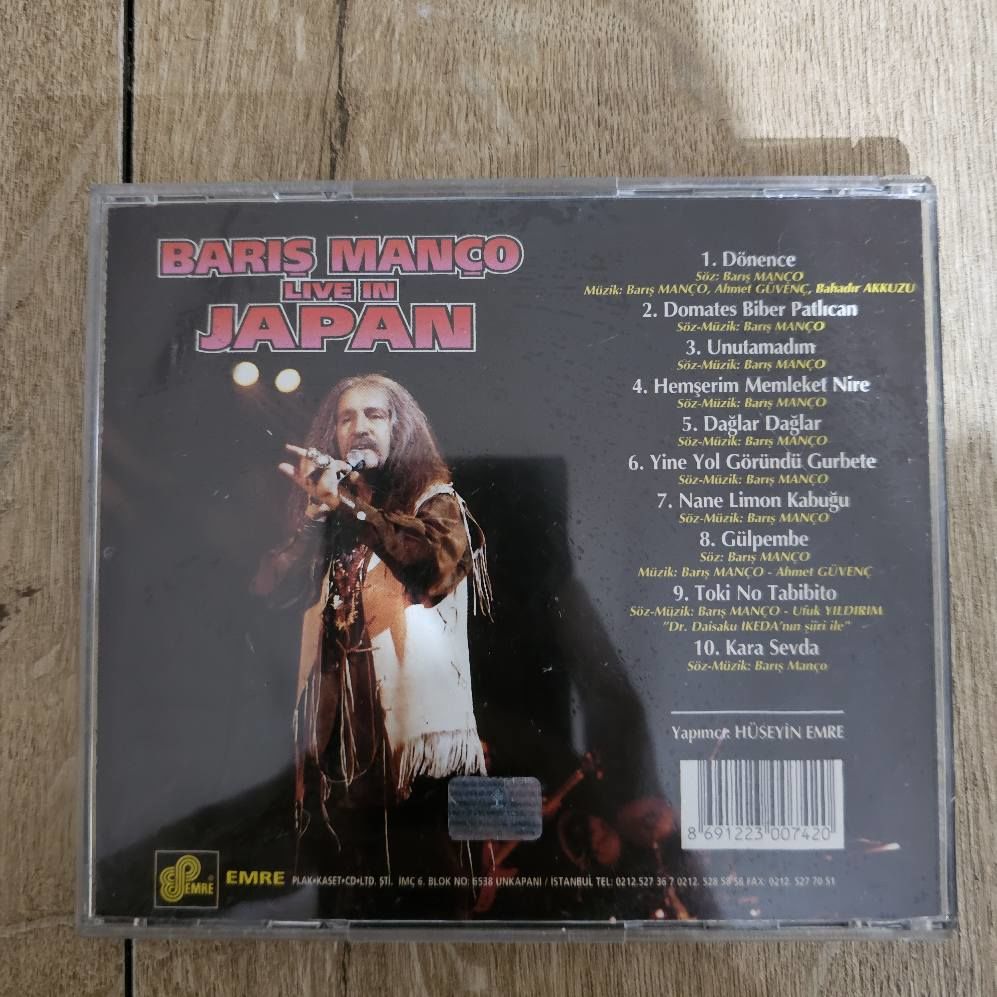 BARIŞ MANÇO
LIVE IN
JAPAN
1. Dönence
Söz: Barış MANÇO
Müzik: Barış MANÇO, Ahmet GÜVENÇ, Bahadır AKKUZU
2. Domates Biber Patlıcan
Söz-Müzik: Barış MANÇO
3. Unutamadım
Söz-Müzik: Barış MANÇO
4. Hemşerim Memleket Nire
Söz-Müzik: Barış MANÇO
5. Dağlar Dağlar
Söz-Müzik: Barış MANÇO
6. Yine Yol Göründü Gurbete
Söz-Müzik: Barış MANÇO
7. Nane Limon Kabuğu
Söz-Müzik: Barış MANÇO
8. Gülpembe
Söz: Barış MANÇO
Müzik: Barış MANÇO - Ahmet GÜVENÇ
9. Toki No Tabibito
Söz-Müzik: Barış MANÇO - Ufuk YILDIRIM
"Dr. Daisaku IKEDA'nın şiiri ile"
10. Kara Sevda
Söz-Müzik: Barış Manço
Yapımcı: HÜSEYİN EMRE
8 691223 007420
EMRE
EMRE PLAK•KASET•CD•LTD. ŞTİ. İMÇ 6. BLOK NO: 6538 UNKAPANI / İSTANBUL TEL: 0212.527 36 7 0212. 528 58 58 FAX: 0212. 527 70 51